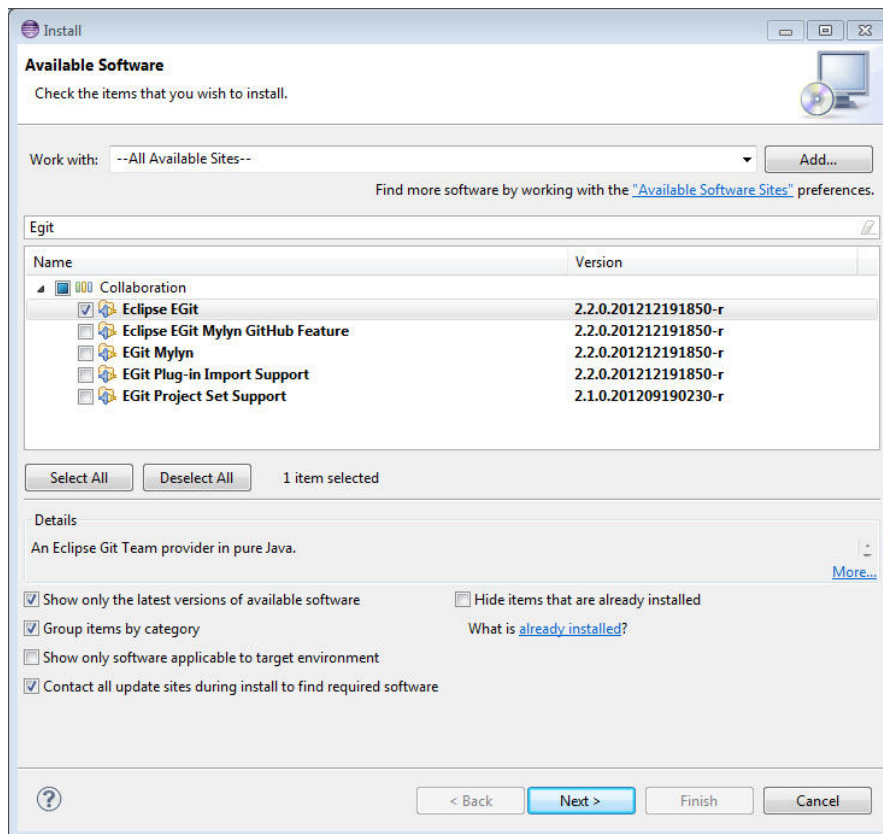 Install
Available Software
Check the items that you wish to install.
Work with: --All Available Sites-- Add...
Find more software by working with the "Available Software Sites" preferences.
Egit
Name Version
Collaboration
Eclipse EGit 2.2.0.201212191850-r
Eclipse EGit Mylyn GitHub Feature 2.2.0.201212191850-r
EGit Mylyn 2.2.0.201212191850-r
EGit Plug-in Import Support 2.2.0.201212191850-r
EGit Project Set Support 2.1.0.201209190230-r
Select All Deselect All 1 item selected
Details
An Eclipse Git Team provider in pure Java.
More...
Show only the latest versions of available software Hide items that are already installed
Group items by category What is already installed?
Show only software applicable to target environment
Contact all update sites during install to find required software
? < Back Next > Finish Cancel